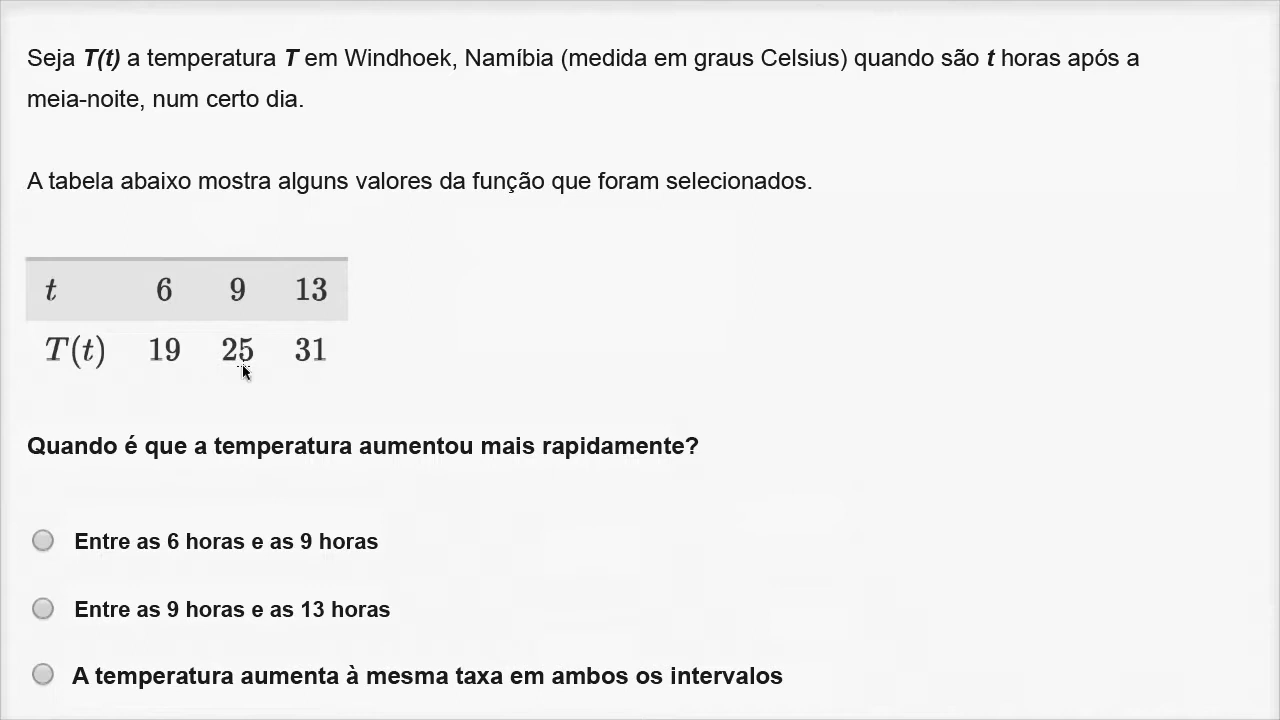 Seja T(t) a temperatura T em Windhoek, Namíbia (medida em graus Celsius) quando são t horas após a
meia-noite, num certo dia.
A tabela abaixo mostra alguns valores da função que foram selecionados.
t 6 9 13
T(t) 19 25 31
Quando é que a temperatura aumentou mais rapidamente?
Entre as 6 horas e as 9 horas
Entre as 9 horas e as 13 horas
A temperatura aumenta à mesma taxa em ambos os intervalos